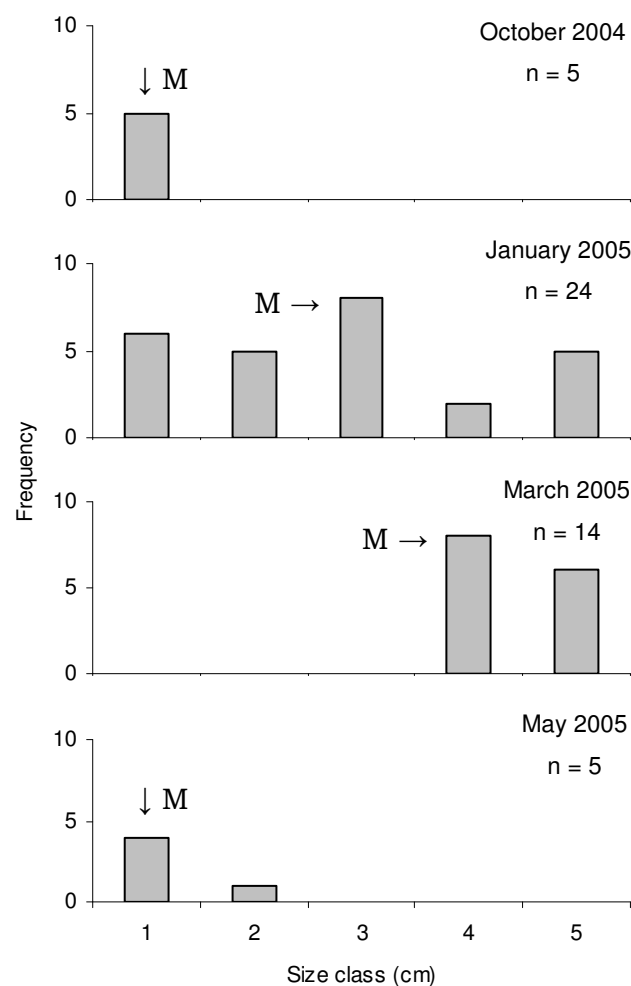 10
5
0
↓ M
October 2004
n = 5
10
5
0
M →
January 2005
n = 24
10
5
0
M →
March 2005
n = 14
10
5
0
↓ M
May 2005
n = 5
1 2 3 4 5
Size class (cm)
Frequency